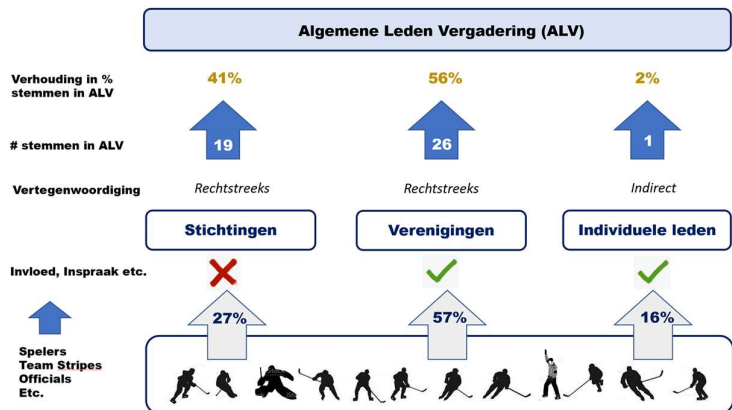 Algemene Leden Vergadering (ALV)
Verhouding in %
stemmen in ALV
41%
56%
2%
# stemmen in ALV
19
26
1
Vertegenwoordiging
Rechtstreeks
Rechtstreeks
Indirect
Stichtingen
Verenigingen
Individuele leden
Invloed, Inspraak etc.
27%
57%
16%
Spelers
Team Stripes
Officials
Etc.